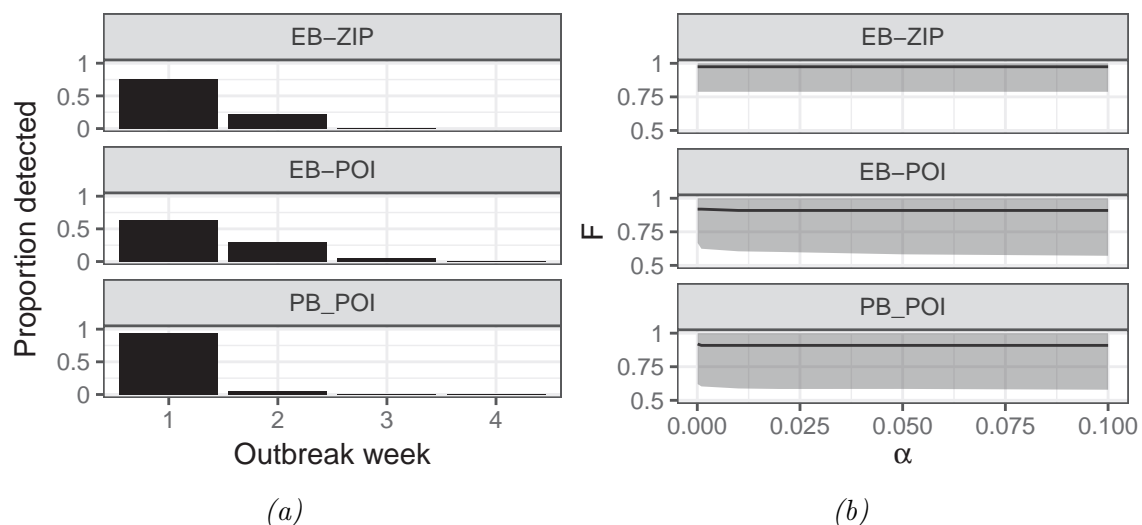 EB−ZIP
1
0.5
0
EB−POI
1
0.5
0
PB_POI
1
0.5
0
Proportion detected
1 2 3 4
Outbreak week
(a)
EB−ZIP
1
0.75
0.5
EB−POI
1
0.75
0.5
PB_POI
1
0.75
0.5
F
0.000 0.025 0.050 0.075 0.100
α
(b)